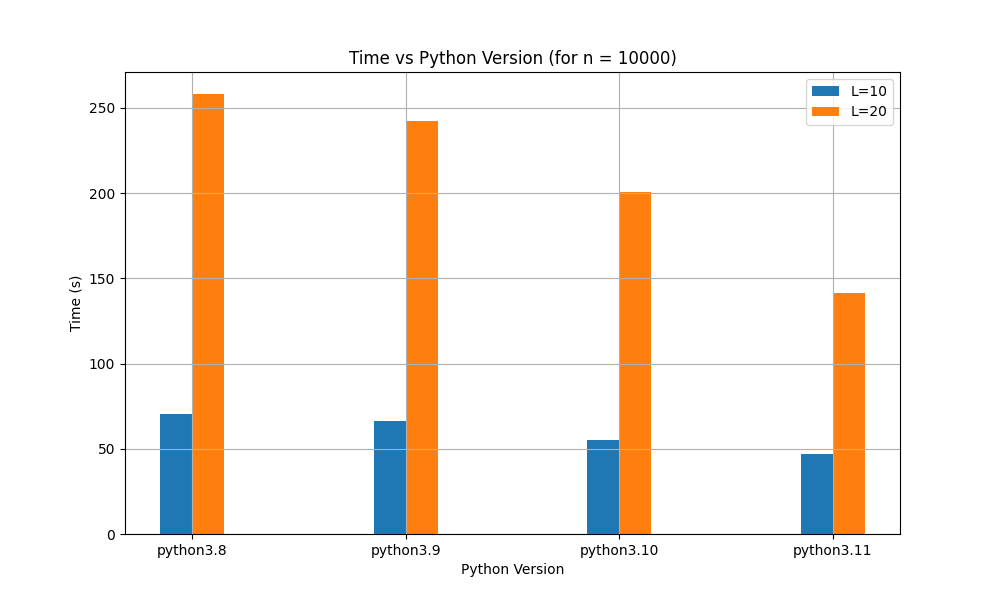 Time vs Python Version (for n = 10000)
L=10
L=20
250
200
150
100
50
0
Time (s)
python3.8 python3.9 python3.10 python3.11
Python Version